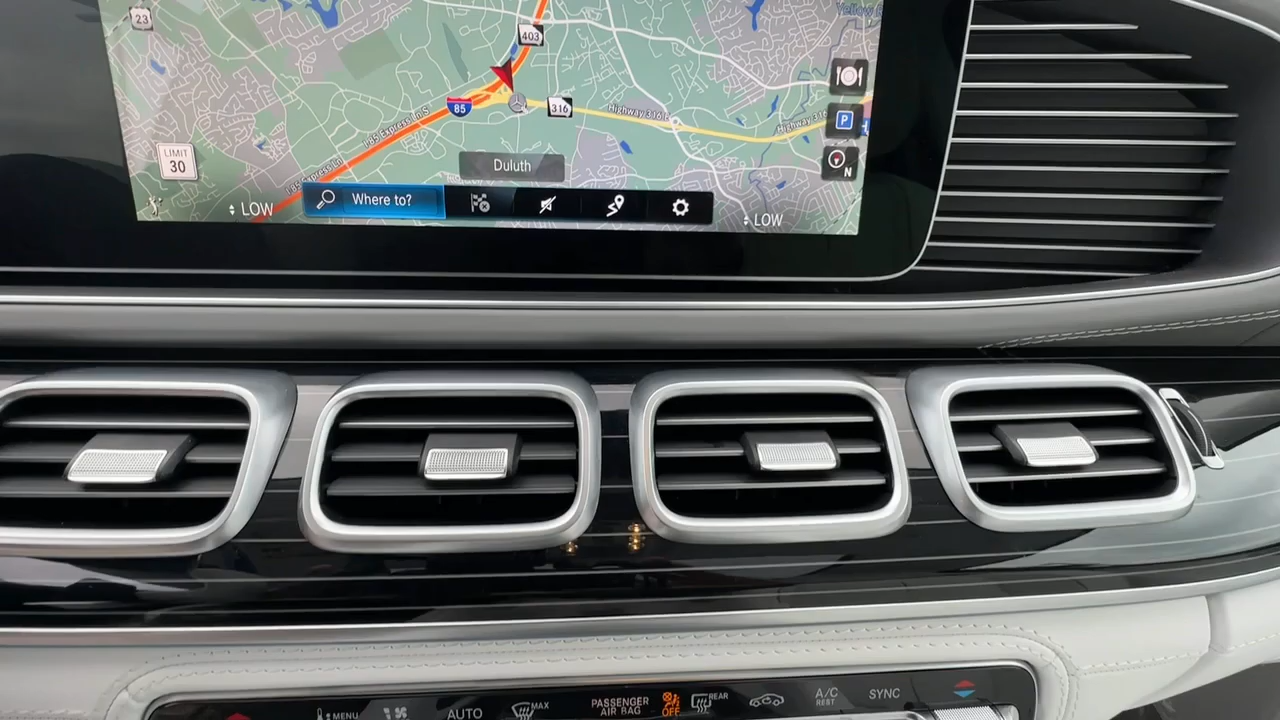 23
403
Yellow
85
316
Highway 316 E
Highway 316
P
I-85 Express Ln S
LIMIT
30
I-85 Express Ln
Duluth
N
Where to?
LOW
LOW
MENU
AUTO
MAX
PASSENGER
AIR BAG
OFF
REAR
A/C
REST
SYNC